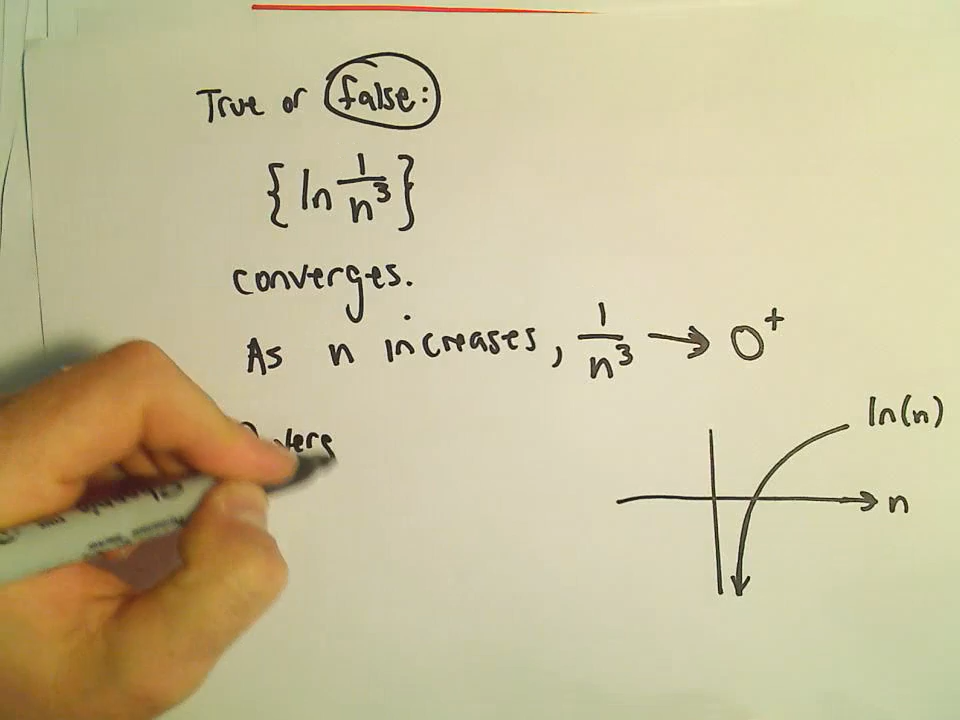 True or false:
{ln 1/n³}
converges.
As n increases, 1/n³ → 0⁺
ln(n)
n